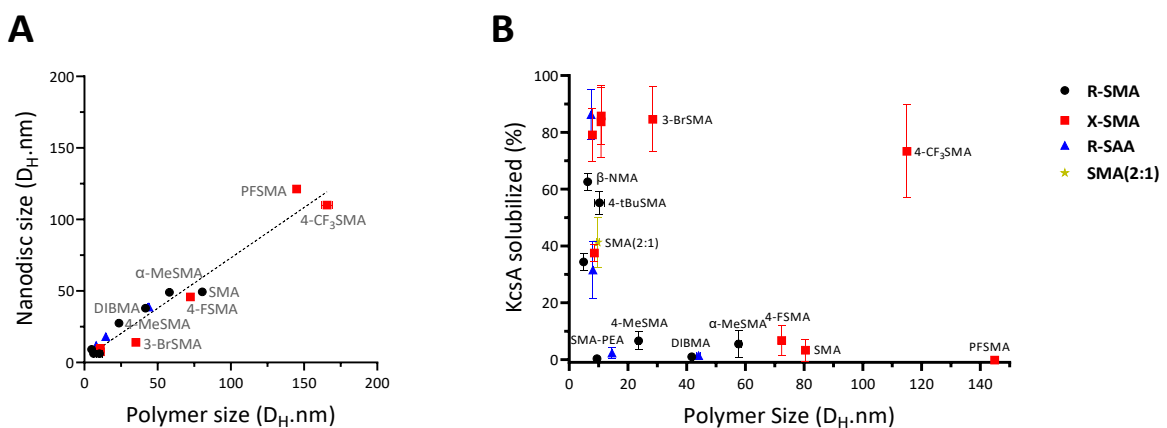 A
Nanodisc size (D_H.nm)
200
150
100
50
0
PFSMA
4-CF₃SMA
α-MeSMA
SMA
DIBMA
4-FSMA
4-MeSMA
3-BrSMA
0 50 100 150 200
Polymer size (D_H.nm)
B
KcsA solubilized (%)
100
80
60
40
20
0
3-BrSMA
4-CF₃SMA
β-NMA
4-tBuSMA
SMA(2:1)
4-MeSMA
α-MeSMA
4-FSMA
SMA-PEA
DIBMA
SMA
PFSMA
0 20 40 60 80 100 120 140
Polymer Size (D_H.nm)
R-SMA
X-SMA
R-SAA
SMA(2:1)